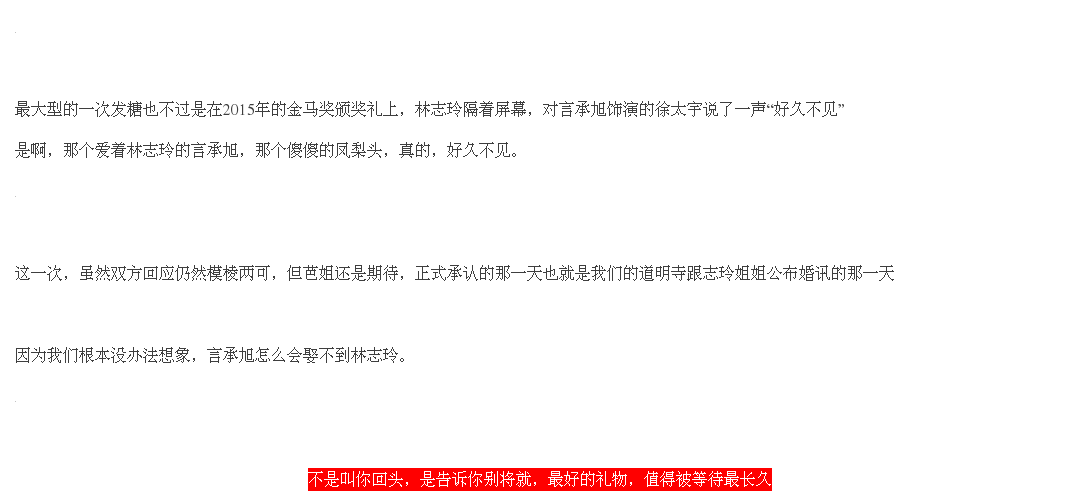 最大型的一次发糖也不过是在2015年的金马奖颁奖礼上，林志玲隔着屏幕，对言承旭饰演的徐太宇说了一声“好久不见”
是啊，那个爱着林志玲的言承旭，那个傻傻的凤梨头，真的，好久不见。
这一次，虽然双方回应仍然模棱两可，但芭姐还是期待，正式承认的那一天也就是我们的道明寺跟志玲姐姐公布婚讯的那一天
因为我们根本没办法想象，言承旭怎么会娶不到林志玲。
不是叫你回头，是告诉你别将就，最好的礼物，值得被等待最长久